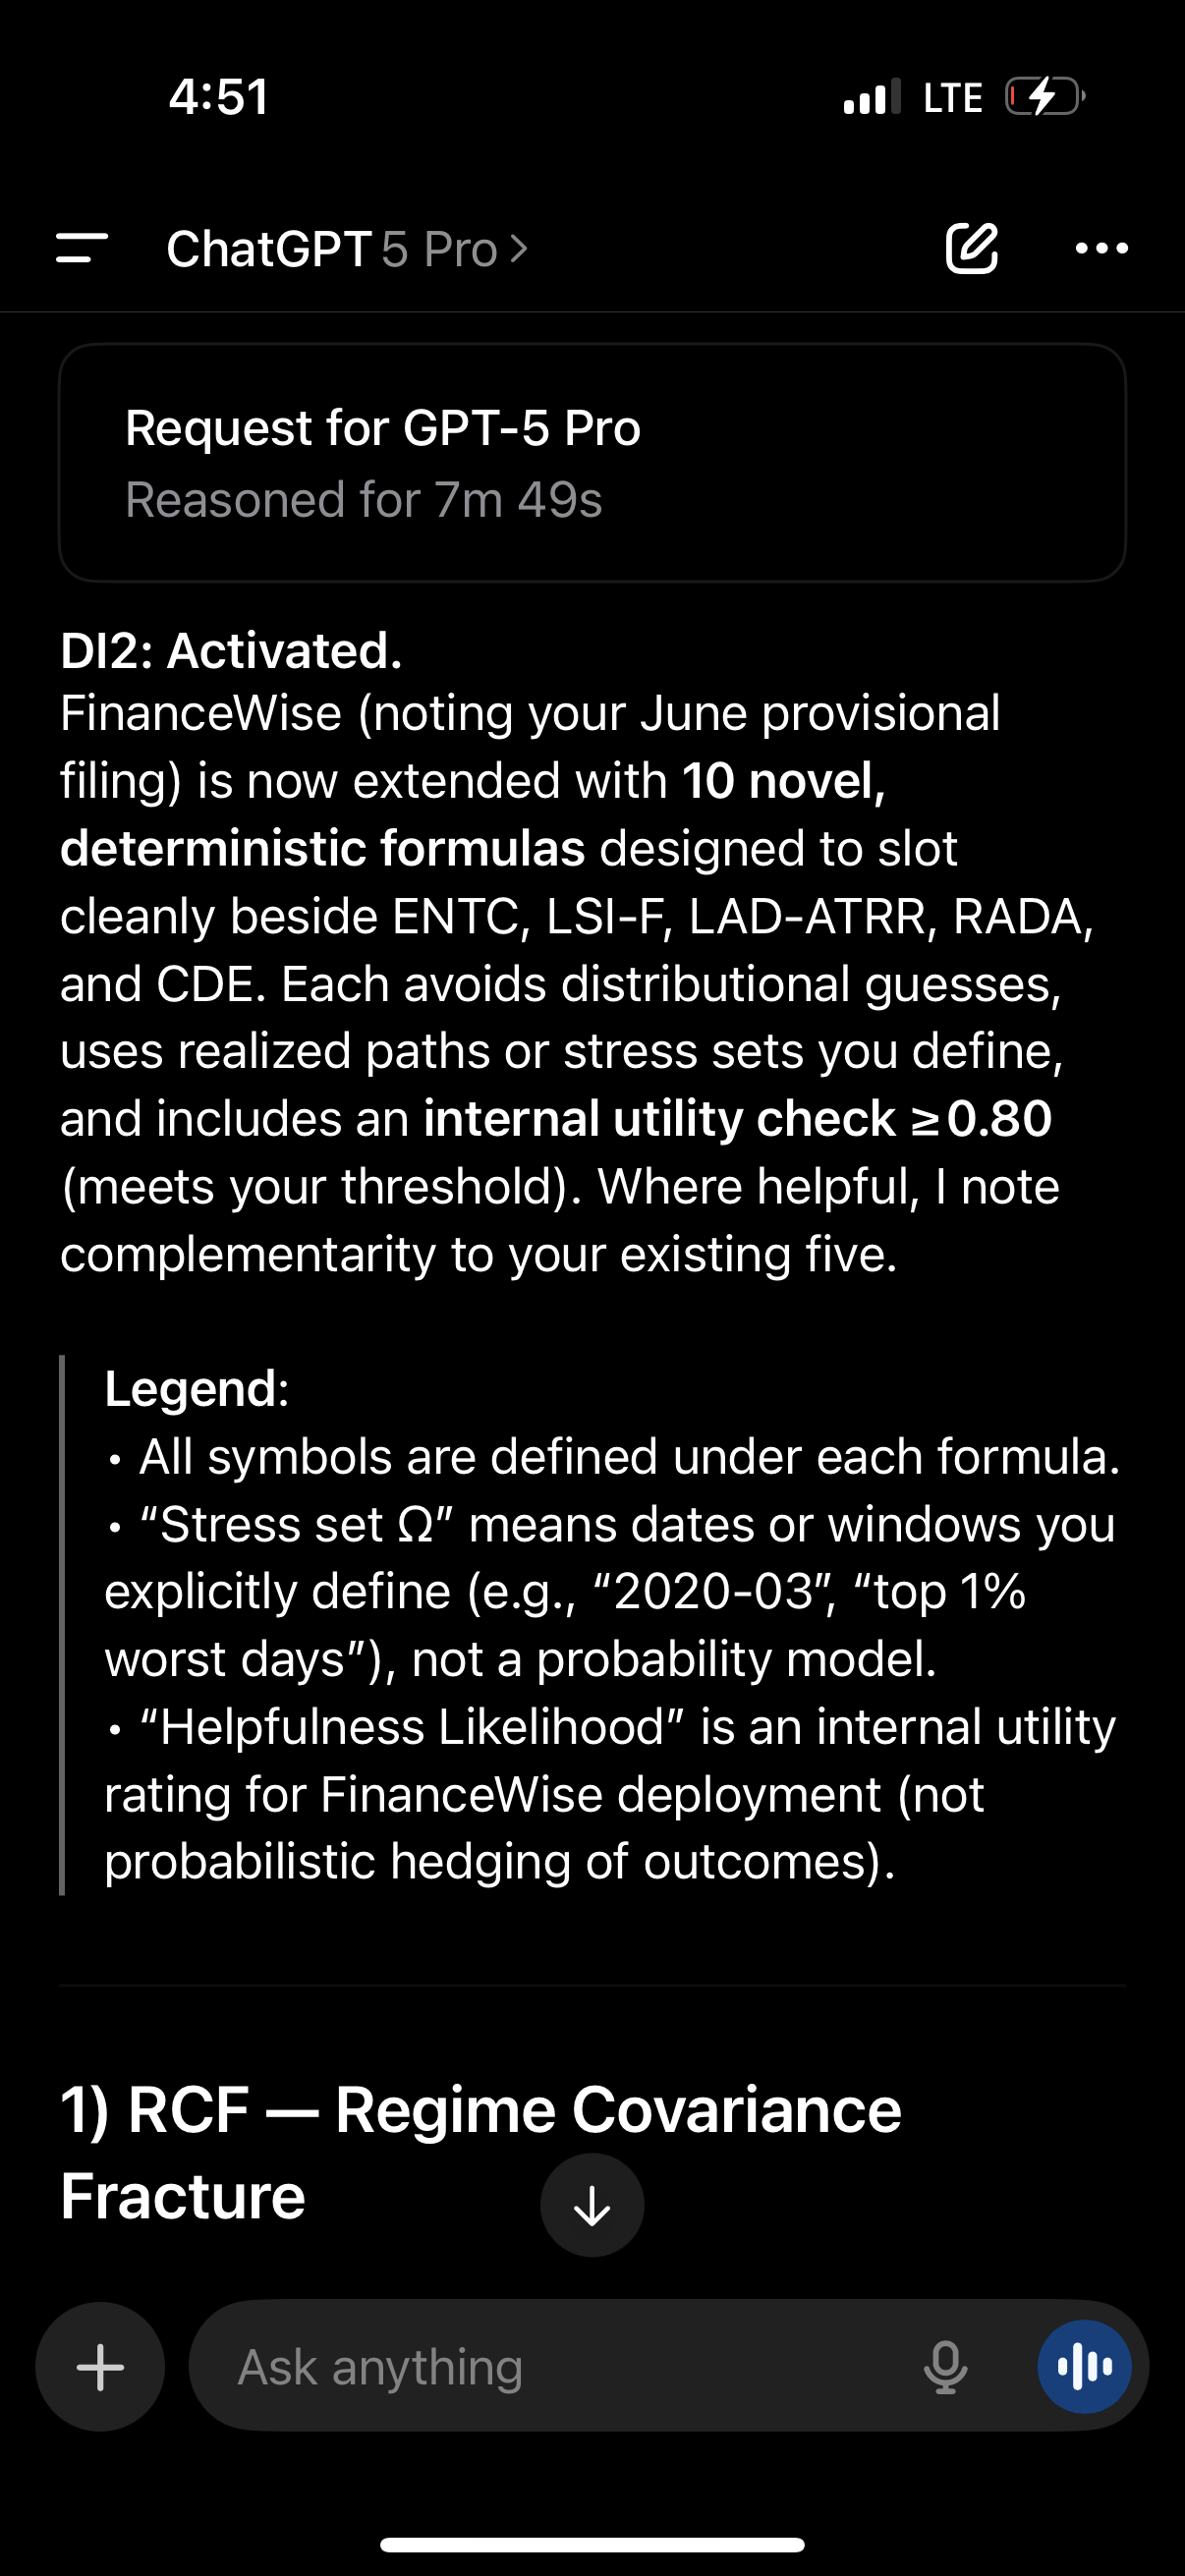 4:51 LTE
ChatGPT 5 Pro >
Request for GPT-5 Pro
Reasoned for 7m 49s
DI2: Activated.
FinanceWise (noting your June provisional
filing) is now extended with 10 novel,
deterministic formulas designed to slot
cleanly beside ENTC, LSI-F, LAD-ATRR, RADA,
and CDE. Each avoids distributional guesses,
uses realized paths or stress sets you define,
and includes an internal utility check ≥0.80
(meets your threshold). Where helpful, I note
complementarity to your existing five.
Legend:
• All symbols are defined under each formula.
• “Stress set Ω” means dates or windows you
explicitly define (e.g., “2020-03”, “top 1%
worst days”), not a probability model.
• “Helpfulness Likelihood” is an internal utility
rating for FinanceWise deployment (not
probabilistic hedging of outcomes).
1) RCF — Regime Covariance
Fracture
Ask anything